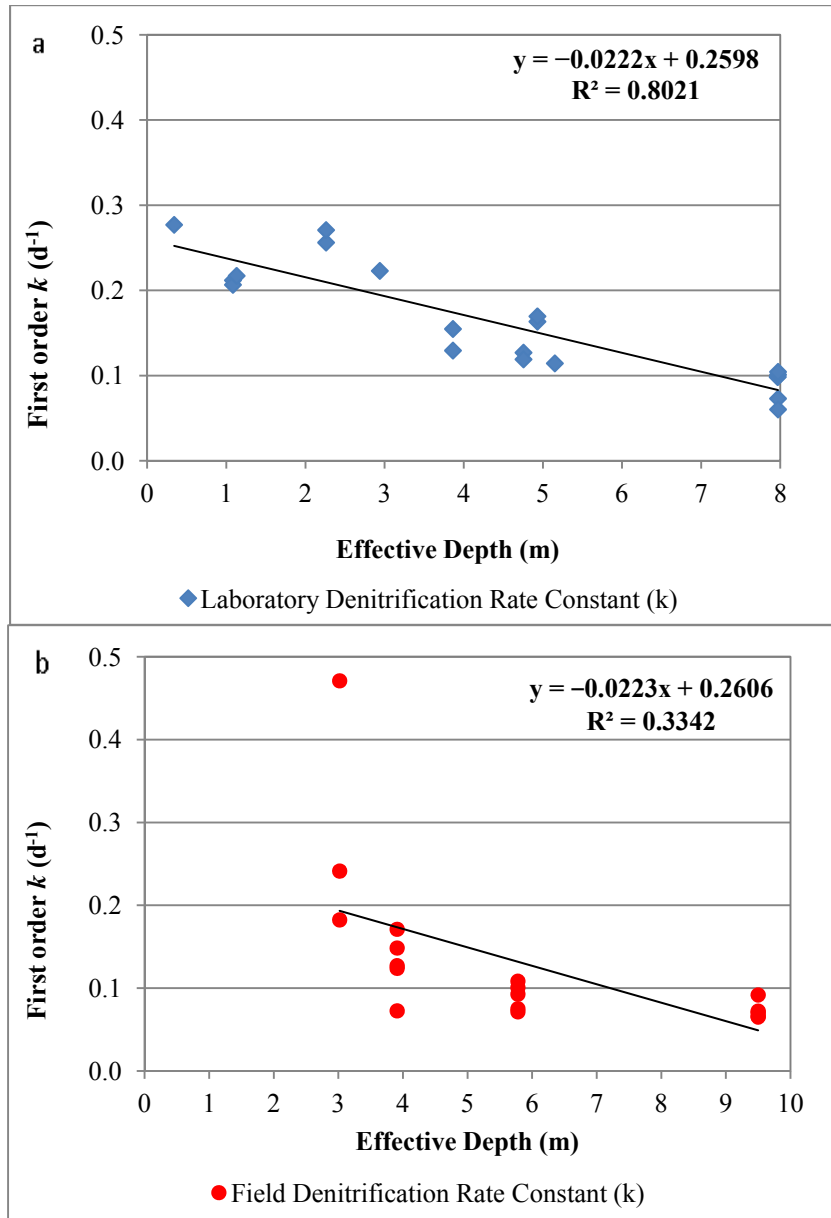 a
y = −0.0222x + 0.2598
R² = 0.8021
0.5
0.4
0.3
0.2
0.1
0.0
First order k (d⁻¹)
0 1 2 3 4 5 6 7 8
Effective Depth (m)
Laboratory Denitrification Rate Constant (k)
b
y = −0.0223x + 0.2606
R² = 0.3342
0.5
0.4
0.3
0.2
0.1
0.0
First order k (d⁻¹)
0 1 2 3 4 5 6 7 8 9 10
Effective Depth (m)
Field Denitrification Rate Constant (k)